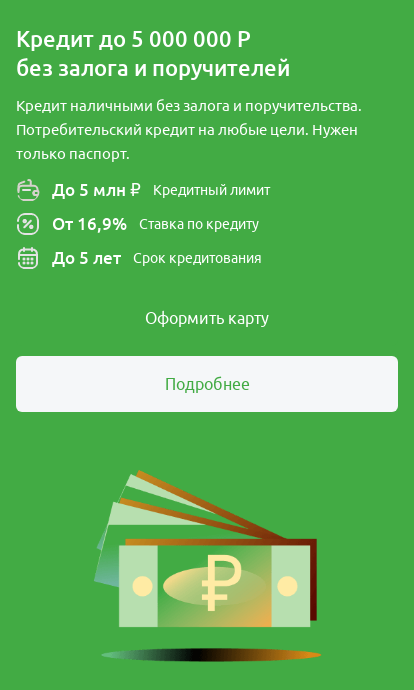 Кредит до 5 000 000 Р
без залога и поручителей
Кредит наличными без залога и поручительства.
Потребительский кредит на любые цели. Нужен
только паспорт.
До 5 млн ₽ Кредитный лимит
От 16,9% Ставка по кредиту
До 5 лет Срок кредитования
Оформить карту
Подробнее
₽